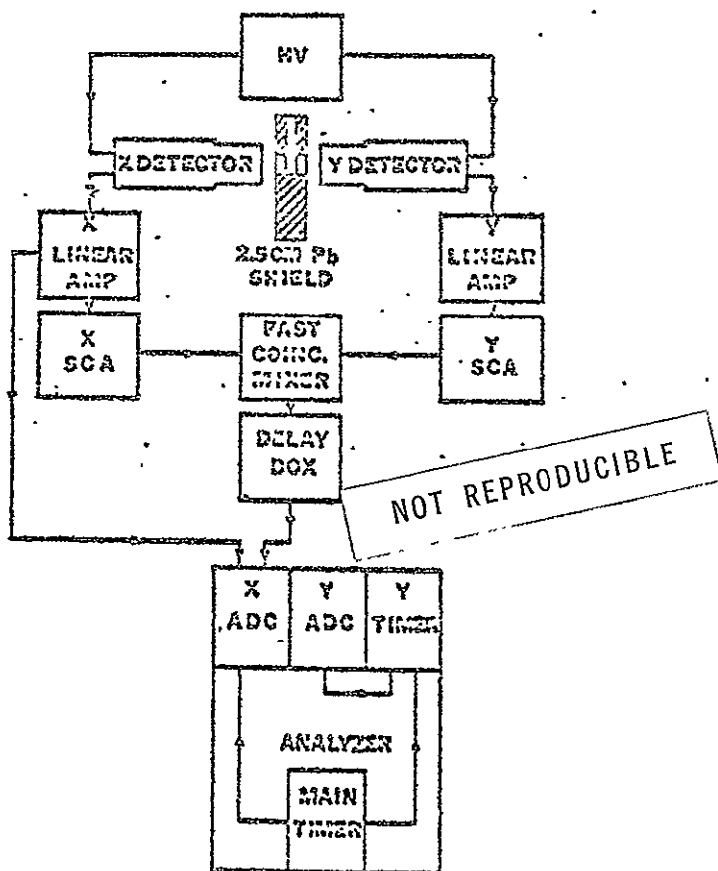 HV
X DETECTOR
Y DETECTOR
X
LINEAR
AMP
2.5CM Pb
SHIELD
Y
LINEAR
AMP
X
SCA
FAST
COINC.
MIXER
Y
SCA
DELAY
BOX
NOT REPRODUCIBLE
X
ADC
Y
ADC
Y
TIMER
ANALYZER
MAIN
TIMER